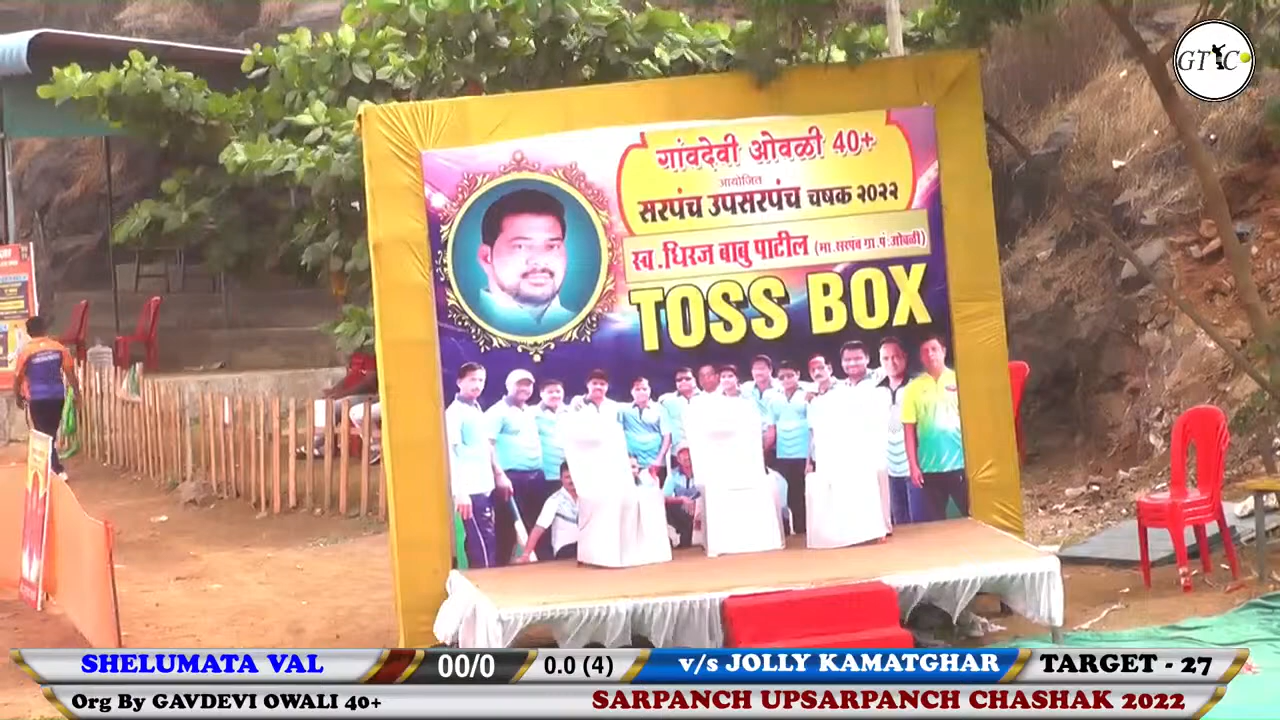 GTC
गांवदेवी ओवळी 40+
आयोजित
सरपंच उपसरपंच चषक २०२२
स्व.धिरज बाबु पाटील (मा.सरपंच ग्रा.पं.ओवळी)
TOSS BOX
SHELUMATA VAL 00/0 0.0 (4) v/s JOLLY KAMATGHAR TARGET - 27
Org By GAVDEVI OWALI 40+ SARPANCH UPSARPANCH CHASHAK 2022